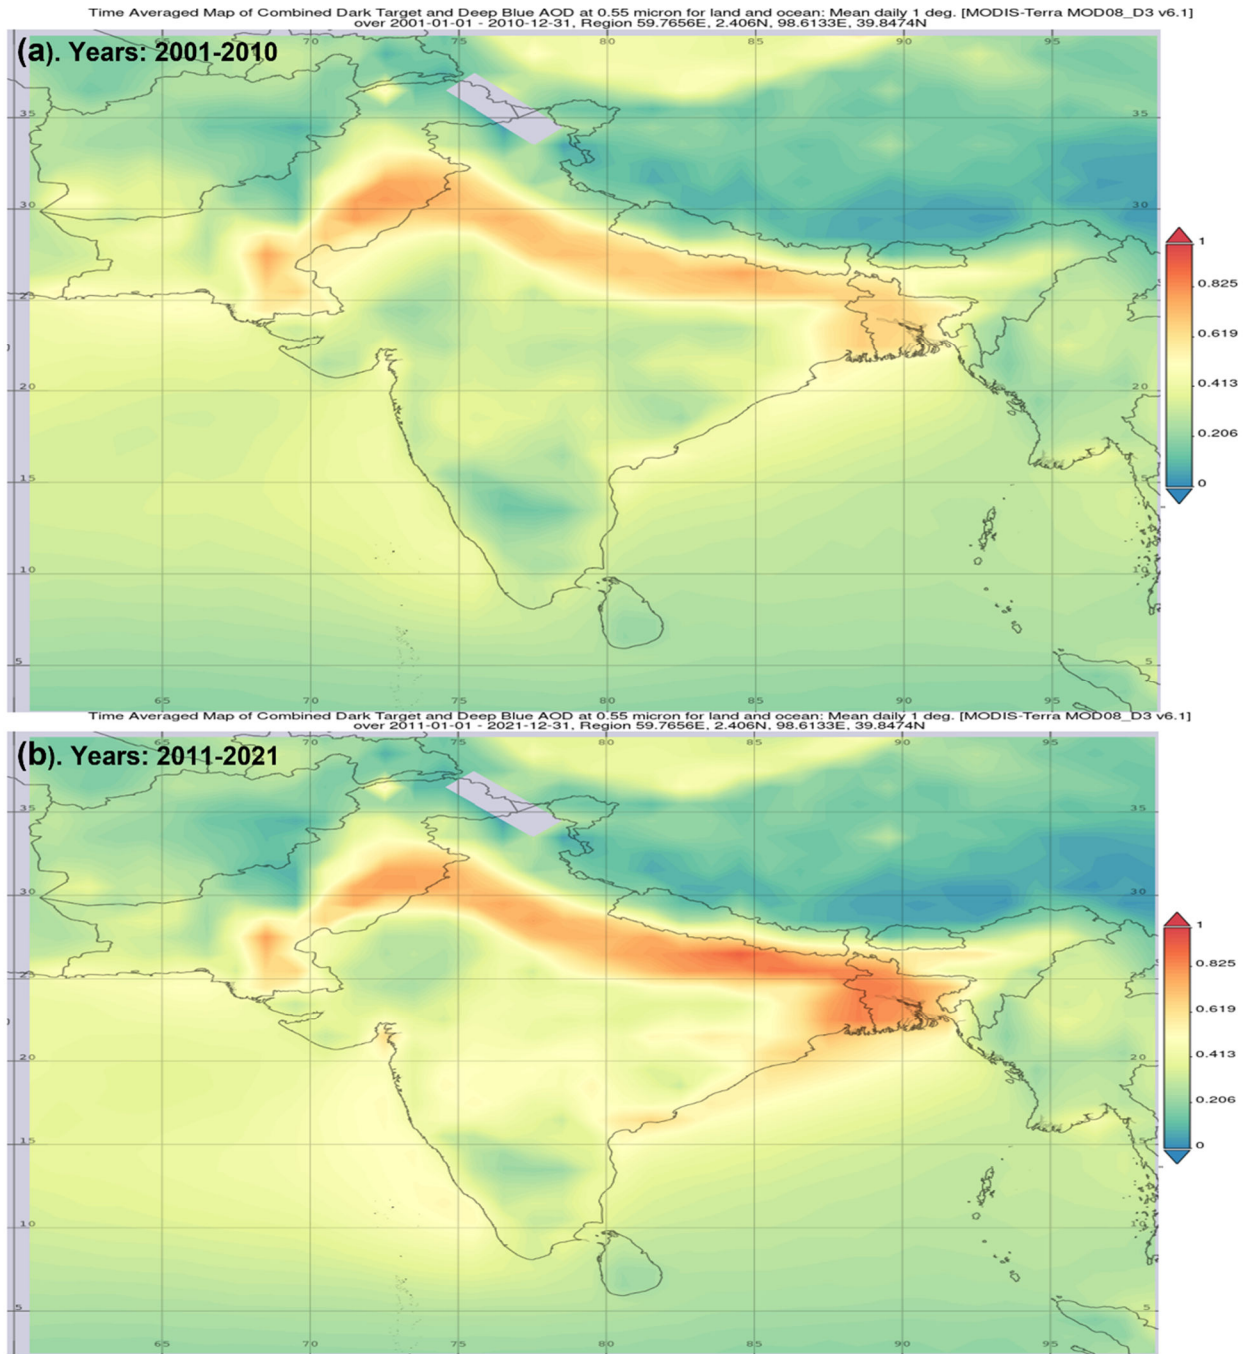 Time Averaged Map of Combined Dark Target and Deep Blue AOD at 0.55 micron for land and ocean: Mean daily 1 deg. [MODIS-Terra MOD08_D3 v6.1]
over 2001-01-01 - 2010-12-31, Region 59.7656E, 2.406N, 98.6133E, 39.8474N
(a). Years: 2001-2010
75 80 85 90 95
35 35
30 30
1
0.825
25
0.619
0.413
20 20
0.206
15
0
10 10
5 5
65 70 75 80 85 90 95
Time Averaged Map of Combined Dark Target and Deep Blue AOD at 0.55 micron for land and ocean: Mean daily 1 deg. [MODIS-Terra MOD08_D3 v6.1]
over 2011-01-01 - 2021-12-31, Region 59.7656E, 2.406N, 98.6133E, 39.8474N
(b). Years: 2011-2021
75 80 85 90 95
35 35
30 30
1
0.825
25
0.619
0.413
20 20
0.206
15 15
0
10 10
5 5
65 70 75 80 85 90 95